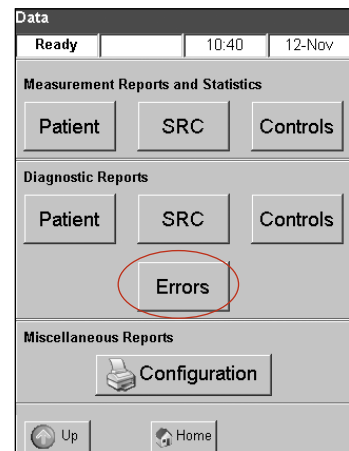 Data
Ready 10:40 12-Nov
Measurement Reports and Statistics
Patient SRC Controls
Diagnostic Reports
Patient SRC Controls
Errors
Miscellaneous Reports
Configuration
Up Home